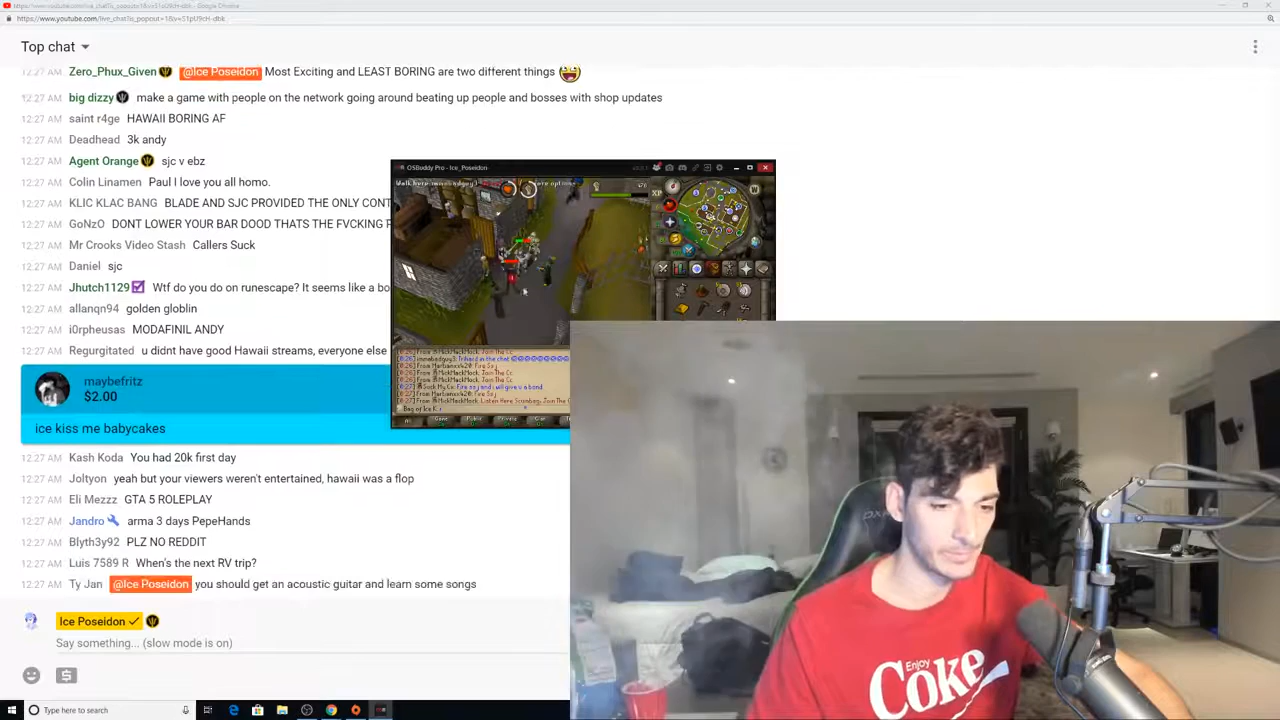 Top chat
12:27 AM Zero_Phux_Given @Ice Poseidon Most Exciting and LEAST BORING are two different things
12:27 AM big dizzy make a game with people on the network going around beating up people and bosses with shop updates
12:27 AM saint r4ge HAWAII BORING AF
12:27 AM Deadhead 3k andy
12:27 AM Agent Orange sjc v ebz
12:27 AM Colin Linamen Paul I love you all homo.
12:27 AM KLIC KLAC BANG BLADE AND SJC PROVIDED THE ONLY CONT
12:27 AM GoNzO DONT LOWER YOUR BAR DOOD THATS THE FVCKING P
12:27 AM Mr Crooks Video Stash Callers Suck
12:27 AM Daniel sjc
12:27 AM Jhutch1129 Wtf do you do on runescape? It seems like a bo
12:27 AM allanqn94 golden globlin
12:27 AM i0rpheusas MODAFINIL ANDY
12:27 AM Regurgitated u didnt have good Hawaii streams, everyone else
maybefritz
$2.00
ice kiss me babycakes
12:27 AM Kash Koda You had 20k first day
12:27 AM Joltyon yeah but your viewers weren't entertained, hawaii was a flop
12:27 AM Eli Mezzz GTA 5 ROLEPLAY
12:27 AM Jandro arma 3 days PepeHands
12:27 AM Blyth3y92 PLZ NO REDDIT
12:27 AM Luis 7589 R When's the next RV trip?
12:27 AM Ty Jan @Ice Poseidon you should get an acoustic guitar and learn some songs
Ice Poseidon
Say something... (slow mode is on)
Type here to search
OSBuddy Pro - Ice_Poseidon
Enjoy
Coke